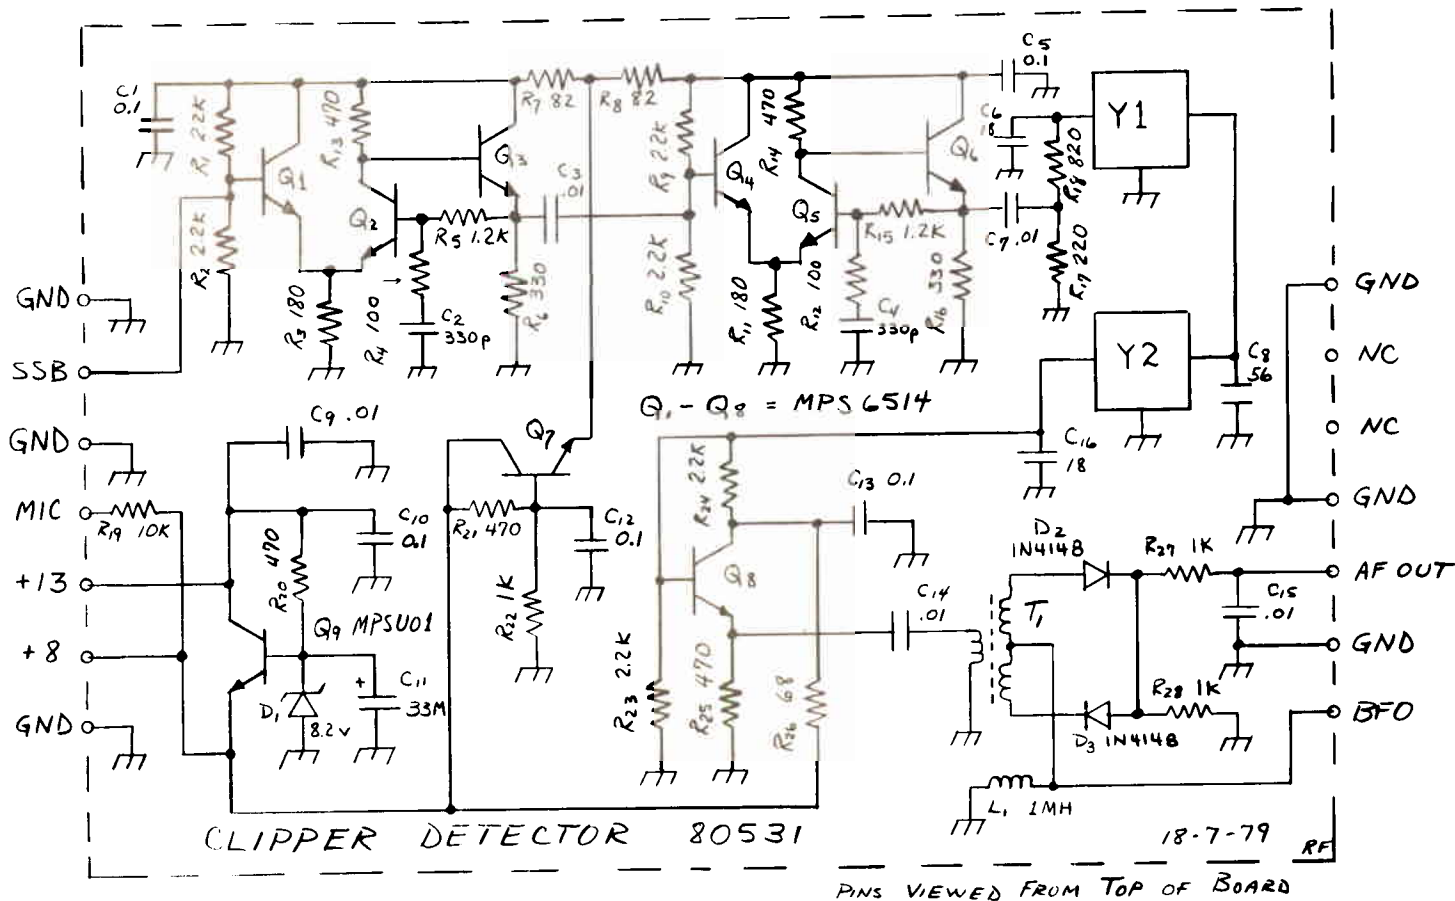 C1
0.1
R1 2.2K
R2 2.2K
Q1
R13 470
Q2
R3 180
R4 100
R5 1.2K
C2
330p
Q3
R6 330
R7 82
R8 82
C3
.01
R9 2.2K
R10 2.2K
Q4
R14 470
Q5
R11 180
R12 100
R15 1.2K
C4
330p
Q6
R16 330
C5
0.1
C6
18
C7 .01
R18 820
R17 220
Y1
Y2
C8
56
GND
SSB
GND
MIC
+13
+8
GND
GND
NC
NC
GND
AF OUT
GND
BFO
Q1 - Q8 = MPS 6514
C9 .01
R19 10K
C10
0.1
R20 470
Q9 MPSU01
D1
8.2V
+
C11
33M
Q7
R21 470
C12
0.1
R22 1K
C16
18
R24 2.2K
C13 0.1
Q8
R23 2.2K
R25 470
R26 68
C14
.01
T1
D2
1N4148
R27 1K
C15
.01
R28 1K
D3 1N4148
L1 1MH
CLIPPER DETECTOR 80531
18-7-79
RF
PINS VIEWED FROM TOP OF BOARD